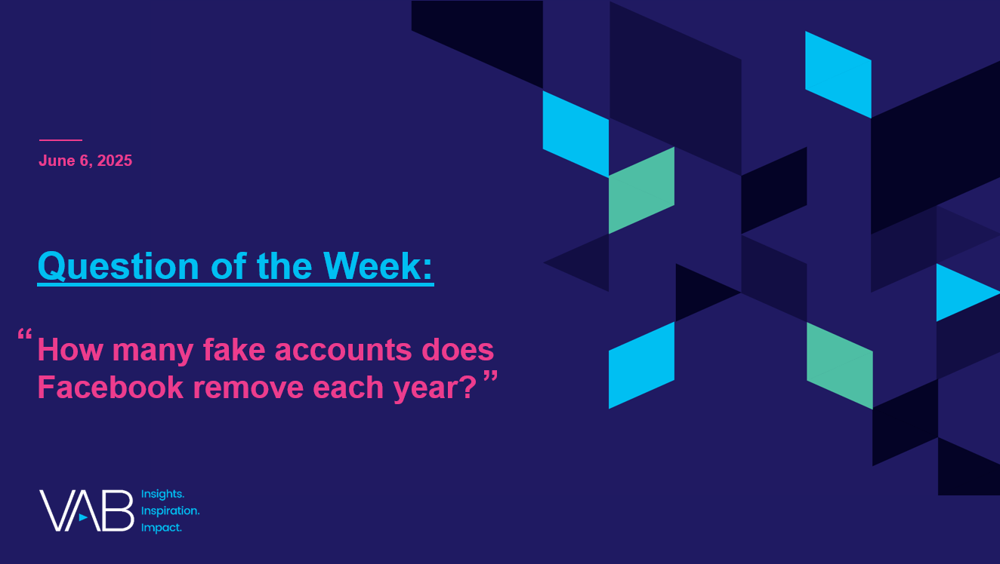 June 6, 2025
Question of the Week:
“How many fake accounts does
Facebook remove each year?”
VAB
Insights.
Inspiration.
Impact.